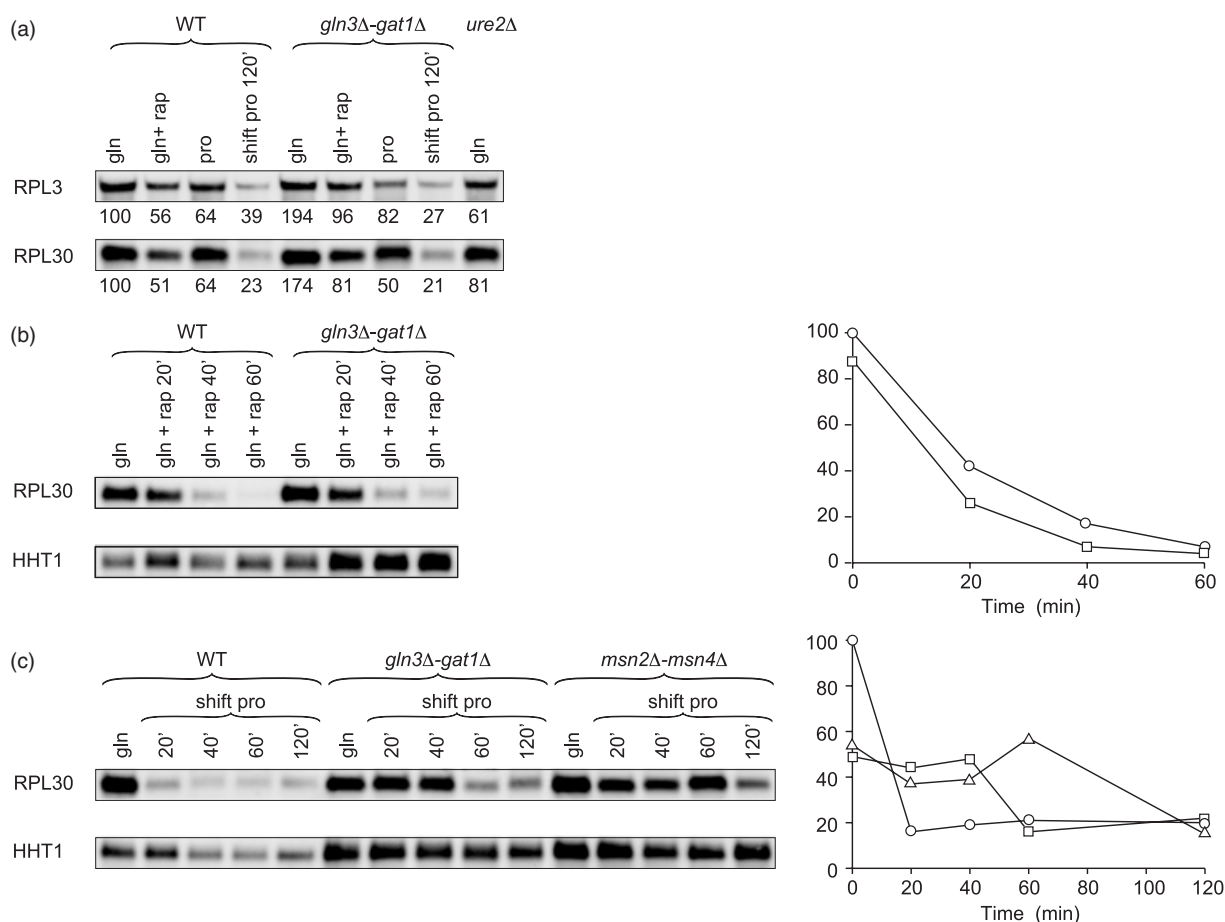 (a)
WT gln3Δ-gat1Δ ure2Δ
gln gln+ rap pro shift pro 120' gln gln+ rap pro shift pro 120' gln
RPL3
100 56 64 39 194 96 82 27 61
RPL30
100 51 64 23 174 81 50 21 81
(b)
WT gln3Δ-gat1Δ
gln gln + rap 20' gln + rap 40' gln + rap 60' gln gln + rap 20' gln + rap 40' gln + rap 60'
RPL30
HHT1
100
80
60
40
20
0
0 20 40 60
Time (min)
(c)
WT gln3Δ-gat1Δ msn2Δ-msn4Δ
shift pro shift pro shift pro
gln 20' 40' 60' 120' gln 20' 40' 60' 120' gln 20' 40' 60' 120'
RPL30
HHT1
100
80
60
40
20
0
0 20 40 60 80 100 120
Time (min)